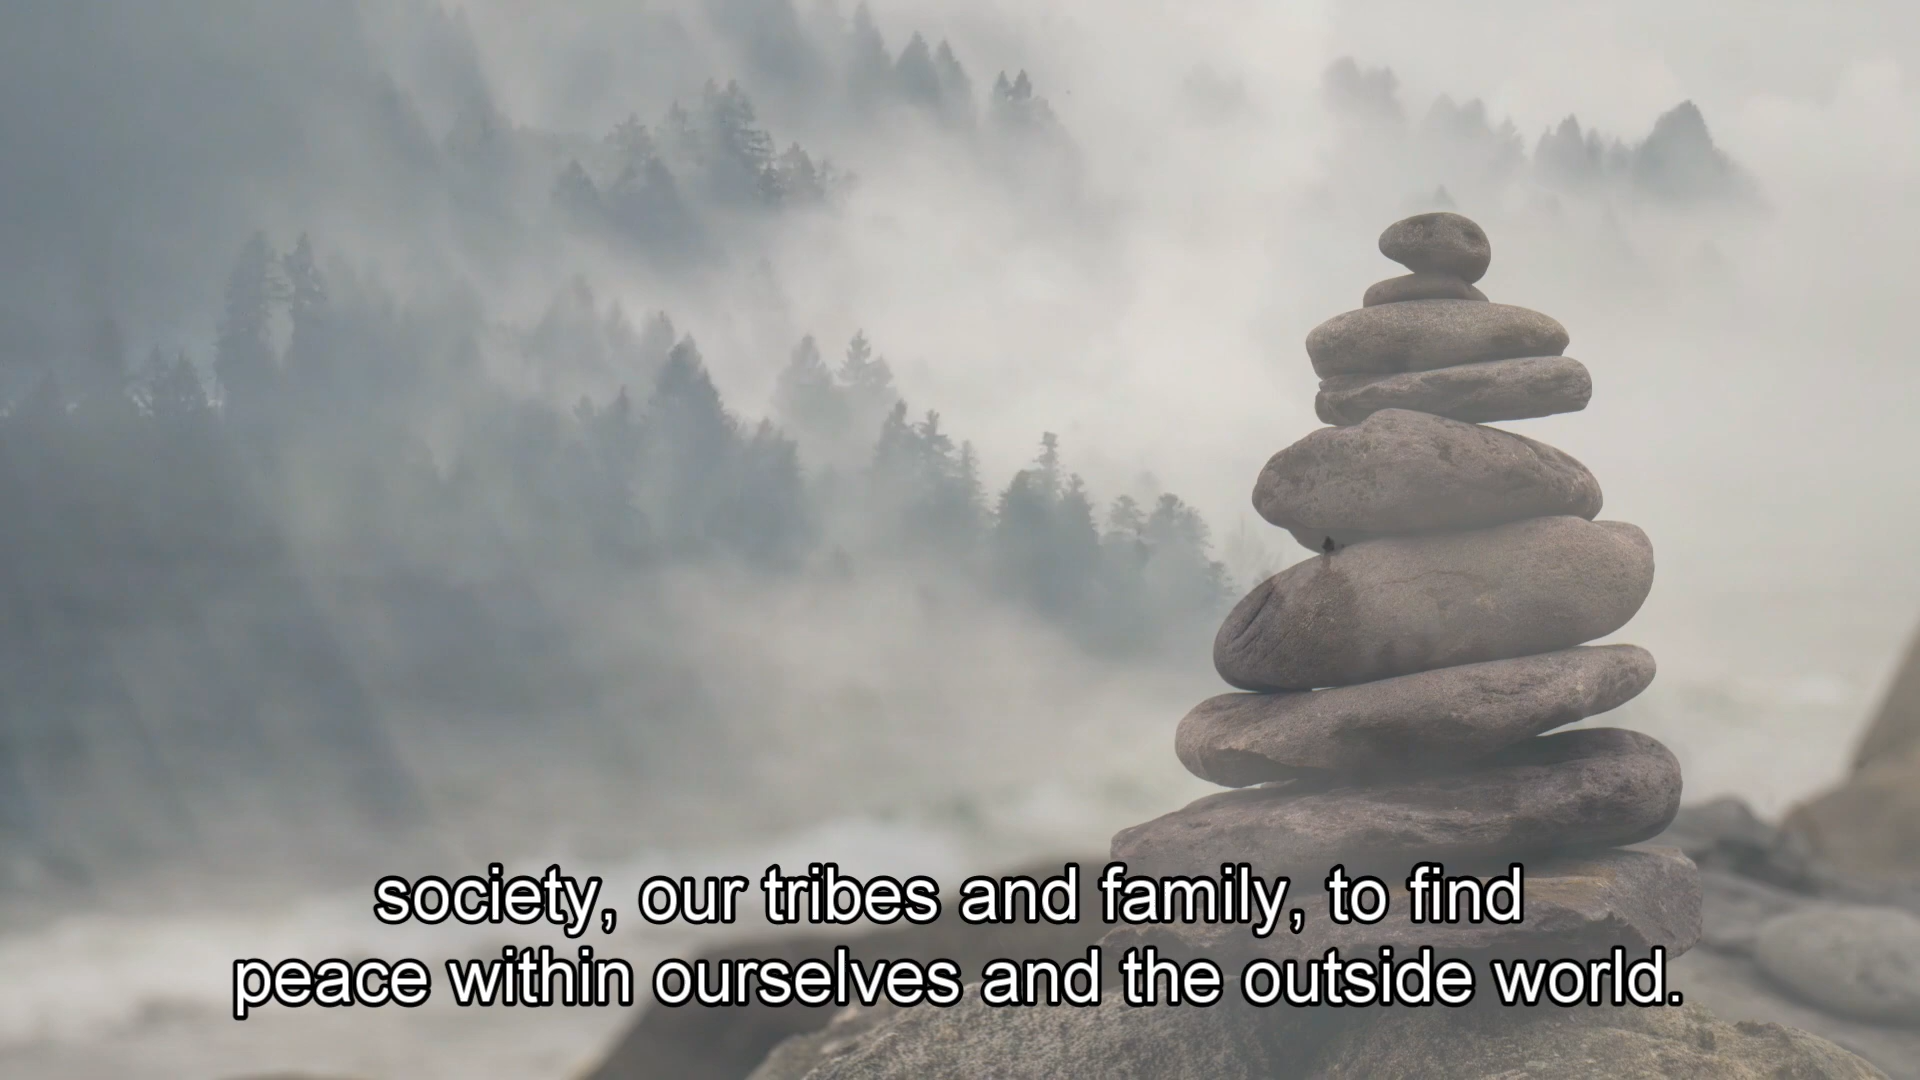 society, our tribes and family, to find
peace within ourselves and the outside world.